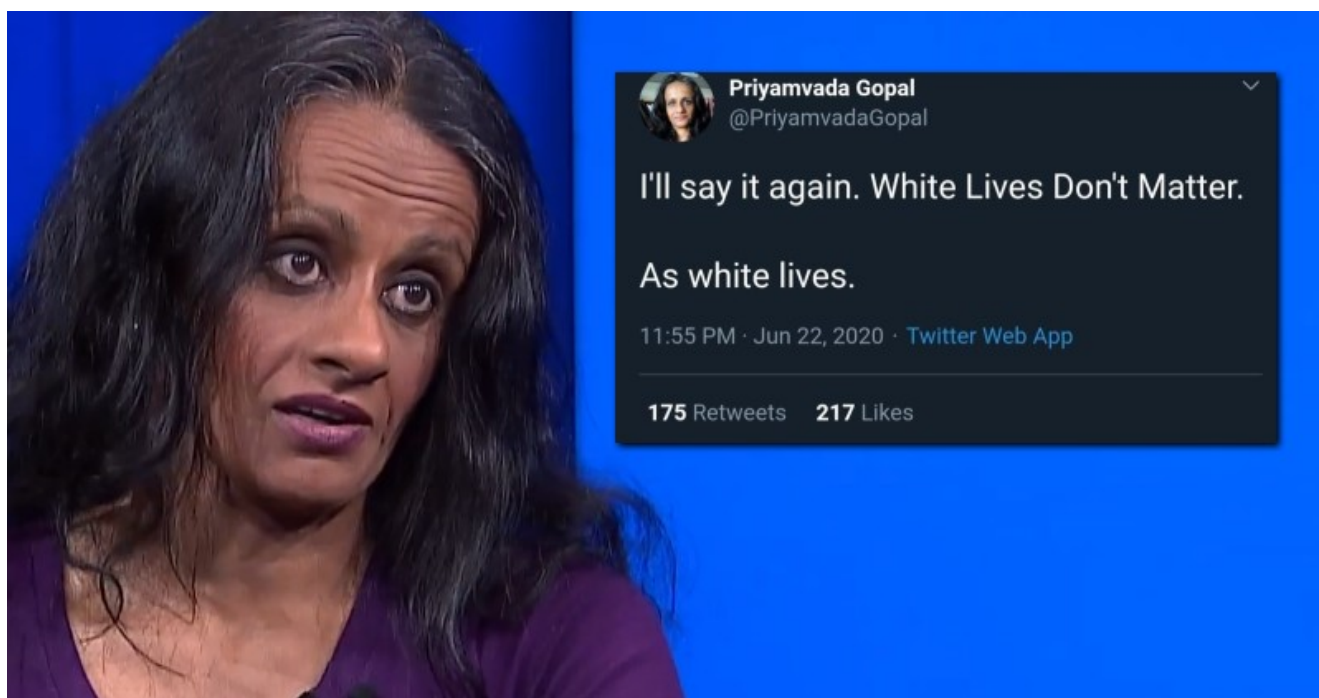 Priyamvada Gopal
@PriyamvadaGopal
I'll say it again. White Lives Don't Matter.
As white lives.
11:55 PM · Jun 22, 2020 · Twitter Web App
175 Retweets 217 Likes